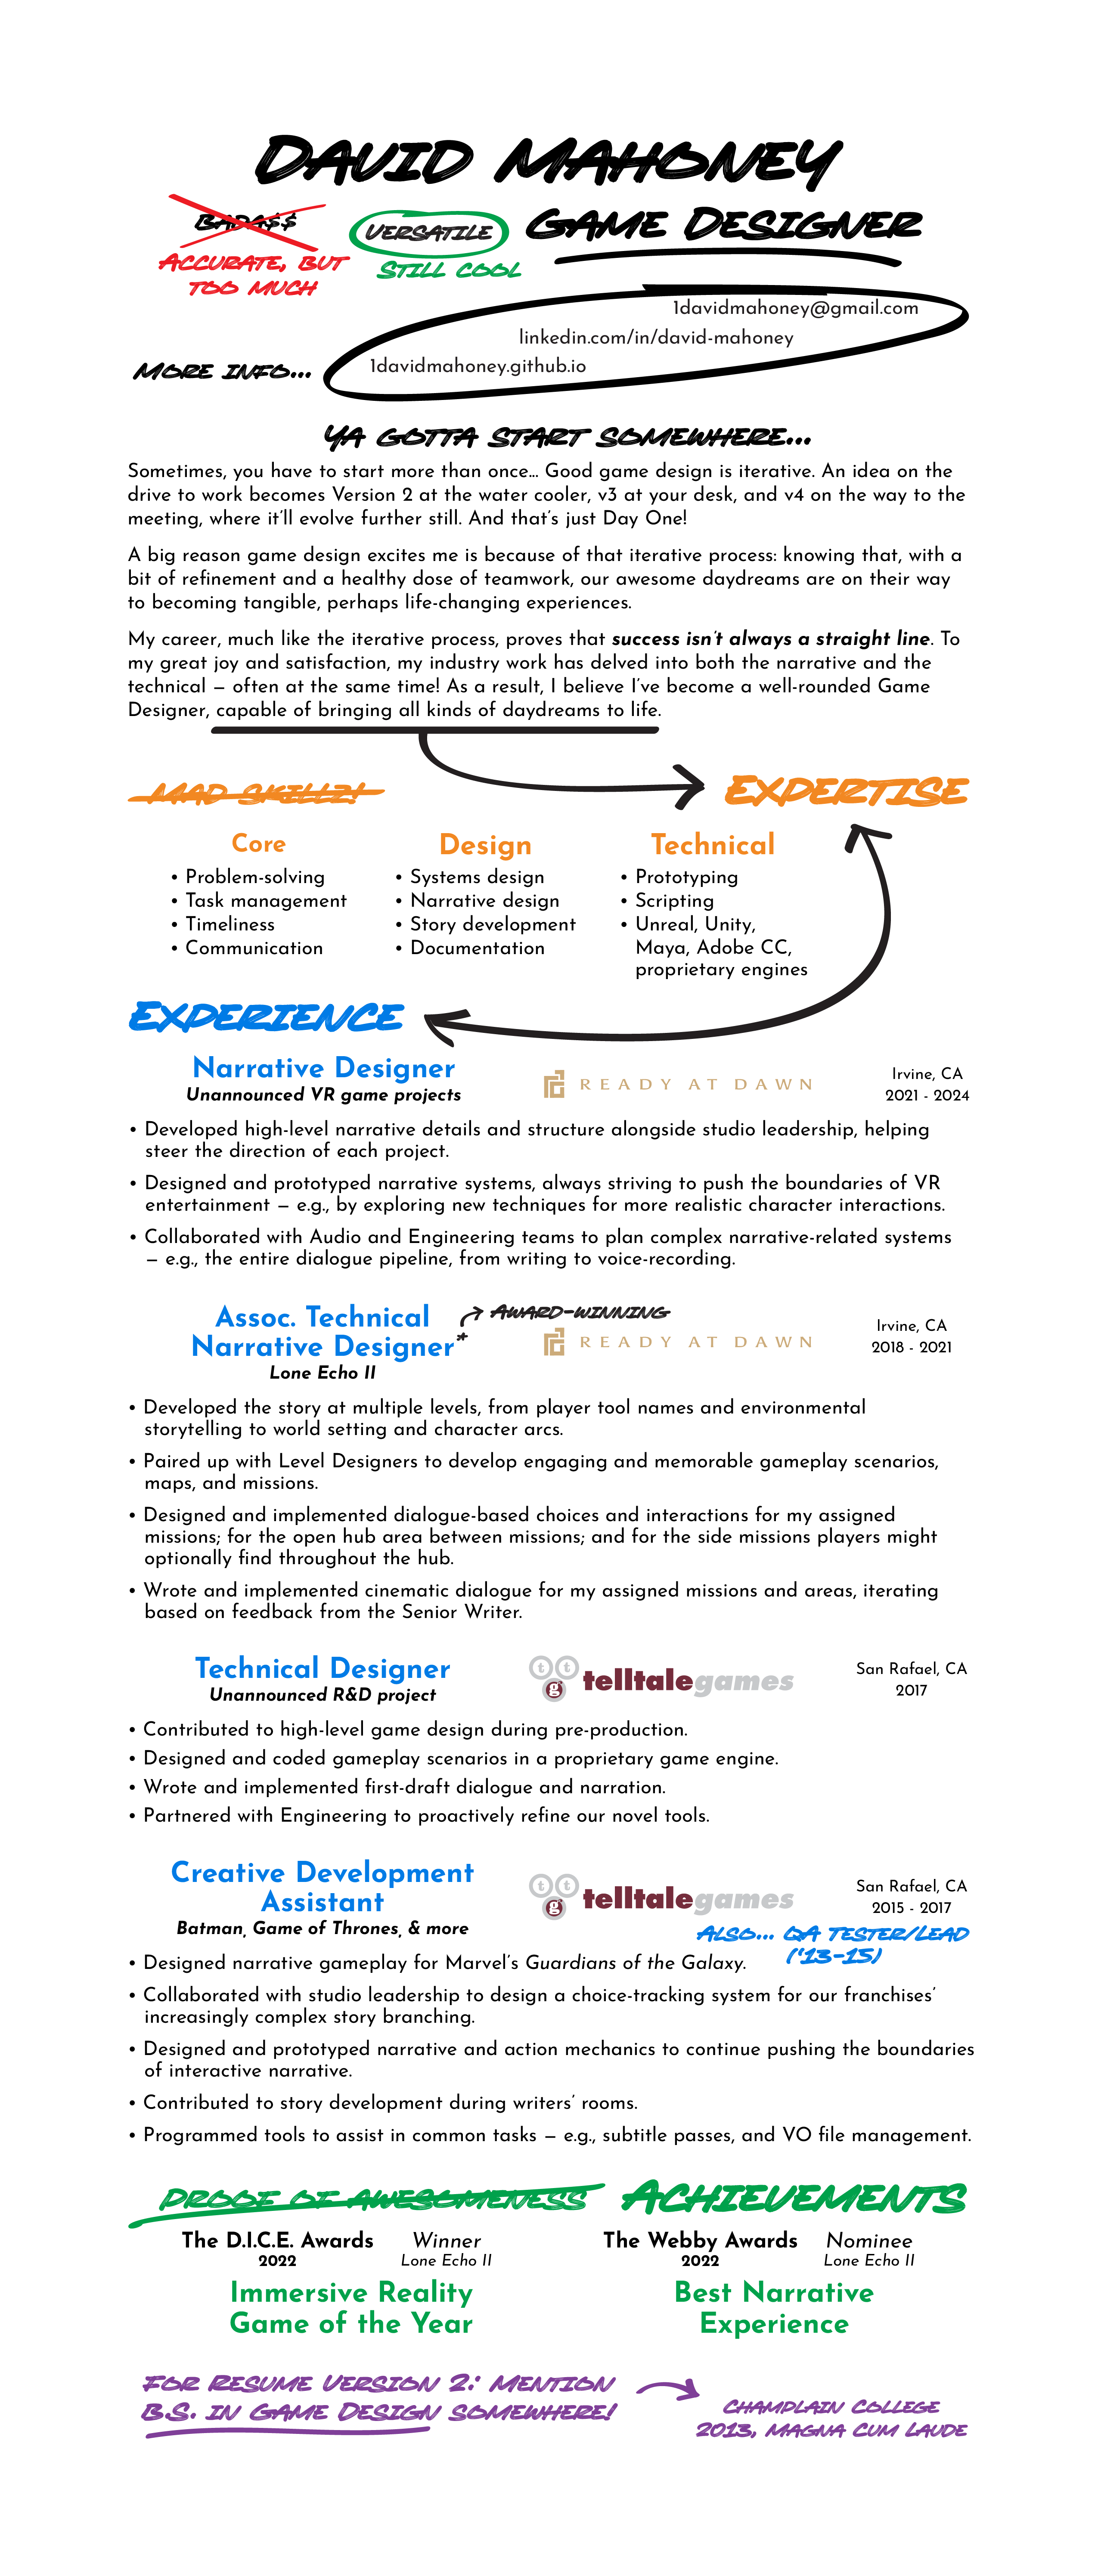 DAVID MAHONEY
BADA$$
VERSATILE
GAME DESIGNER
ACCURATE, BUT
TOO MUCH
STILL COOL
1davidmahoney@gmail.com
linkedin.com/in/david-mahoney
1davidmahoney.github.io
MORE INFO...
YA GOTTA START SOMEWHERE...
Sometimes, you have to start more than once... Good game design is iterative. An idea on the
drive to work becomes Version 2 at the water cooler, v3 at your desk, and v4 on the way to the
meeting, where it'll evolve further still. And that's just Day One!
A big reason game design excites me is because of that iterative process: knowing that, with a
bit of refinement and a healthy dose of teamwork, our awesome daydreams are on their way
to becoming tangible, perhaps life-changing experiences.
My career, much like the iterative process, proves that success isn't always a straight line. To
my great joy and satisfaction, my industry work has delved into both the narrative and the
technical – often at the same time! As a result, I believe I've become a well-rounded Game
Designer, capable of bringing all kinds of daydreams to life.
MAD SKILLZ!
EXPERTISE
Core
• Problem-solving
• Task management
• Timeliness
• Communication
Design
• Systems design
• Narrative design
• Story development
• Documentation
Technical
• Prototyping
• Scripting
• Unreal, Unity,
Maya, Adobe CC,
proprietary engines
EXPERIENCE
Narrative Designer
Unannounced VR game projects
READY AT DAWN
Irvine, CA
2021 - 2024
• Developed high-level narrative details and structure alongside studio leadership, helping
steer the direction of each project.
• Designed and prototyped narrative systems, always striving to push the boundaries of VR
entertainment – e.g., by exploring new techniques for more realistic character interactions.
• Collaborated with Audio and Engineering teams to plan complex narrative-related systems
– e.g., the entire dialogue pipeline, from writing to voice-recording.
Assoc. Technical
Narrative Designer*
Lone Echo II
AWARD-WINNING
READY AT DAWN
Irvine, CA
2018 - 2021
• Developed the story at multiple levels, from player tool names and environmental
storytelling to world setting and character arcs.
• Paired up with Level Designers to develop engaging and memorable gameplay scenarios,
maps, and missions.
• Designed and implemented dialogue-based choices and interactions for my assigned
missions; for the open hub area between missions; and for the side missions players might
optionally find throughout the hub.
• Wrote and implemented cinematic dialogue for my assigned missions and areas, iterating
based on feedback from the Senior Writer.
Technical Designer
Unannounced R&D project
ttg telltalegames
San Rafael, CA
2017
• Contributed to high-level game design during pre-production.
• Designed and coded gameplay scenarios in a proprietary game engine.
• Wrote and implemented first-draft dialogue and narration.
• Partnered with Engineering to proactively refine our novel tools.
Creative Development
Assistant
Batman, Game of Thrones, & more
ttg telltalegames
San Rafael, CA
2015 - 2017
ALSO... QA TESTER/LEAD
('13-15)
• Designed narrative gameplay for Marvel's Guardians of the Galaxy.
• Collaborated with studio leadership to design a choice-tracking system for our franchises'
increasingly complex story branching.
• Designed and prototyped narrative and action mechanics to continue pushing the boundaries
of interactive narrative.
• Contributed to story development during writers' rooms.
• Programmed tools to assist in common tasks – e.g., subtitle passes, and VO file management.
PROOF OF AWESOMENESS
ACHIEVEMENTS
The D.I.C.E. Awards
2022
Winner
Lone Echo II
Immersive Reality
Game of the Year
The Webby Awards
2022
Nominee
Lone Echo II
Best Narrative
Experience
FOR RESUME VERSION 2: MENTION
B.S. IN GAME DESIGN SOMEWHERE!
CHAMPLAIN COLLEGE
2013, MAGNA CUM LAUDE